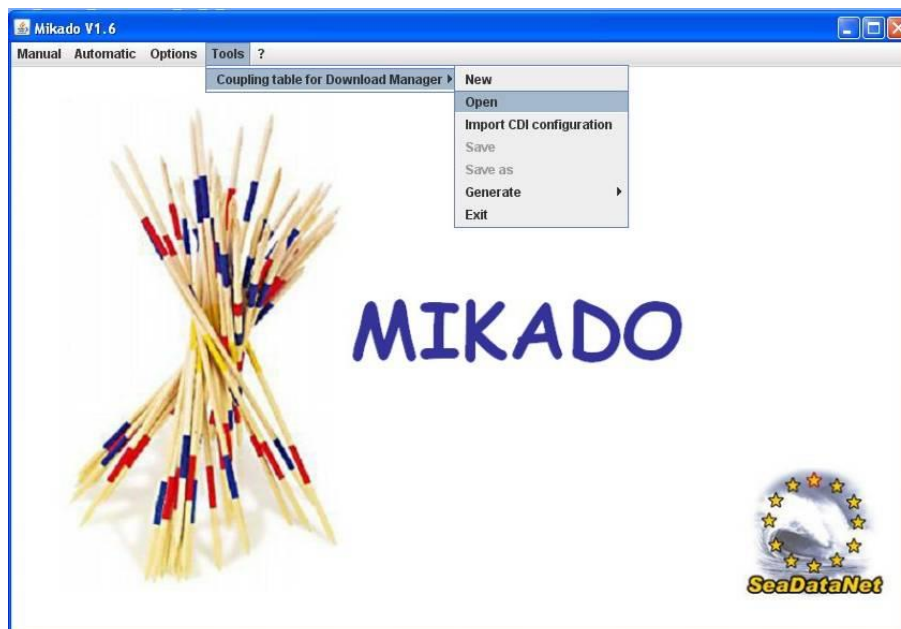 Mikado V1.6
Manual Automatic Options Tools ?
Coupling table for Download Manager
New
Open
Import CDI configuration
Save
Save as
Generate
Exit
MIKADO
SeaDataNet